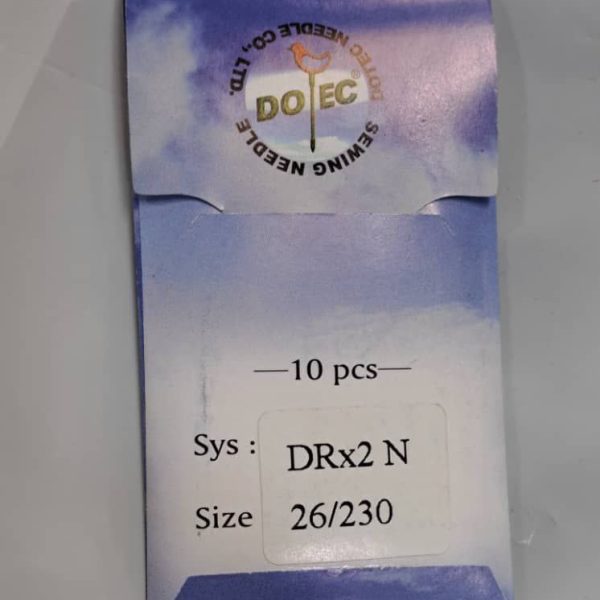 DOTEC NEEDLE CO., LTD.
DOTEC®
SEWING NEEDLE
—10 pcs—
Sys : DRx2 N
Size 26/230